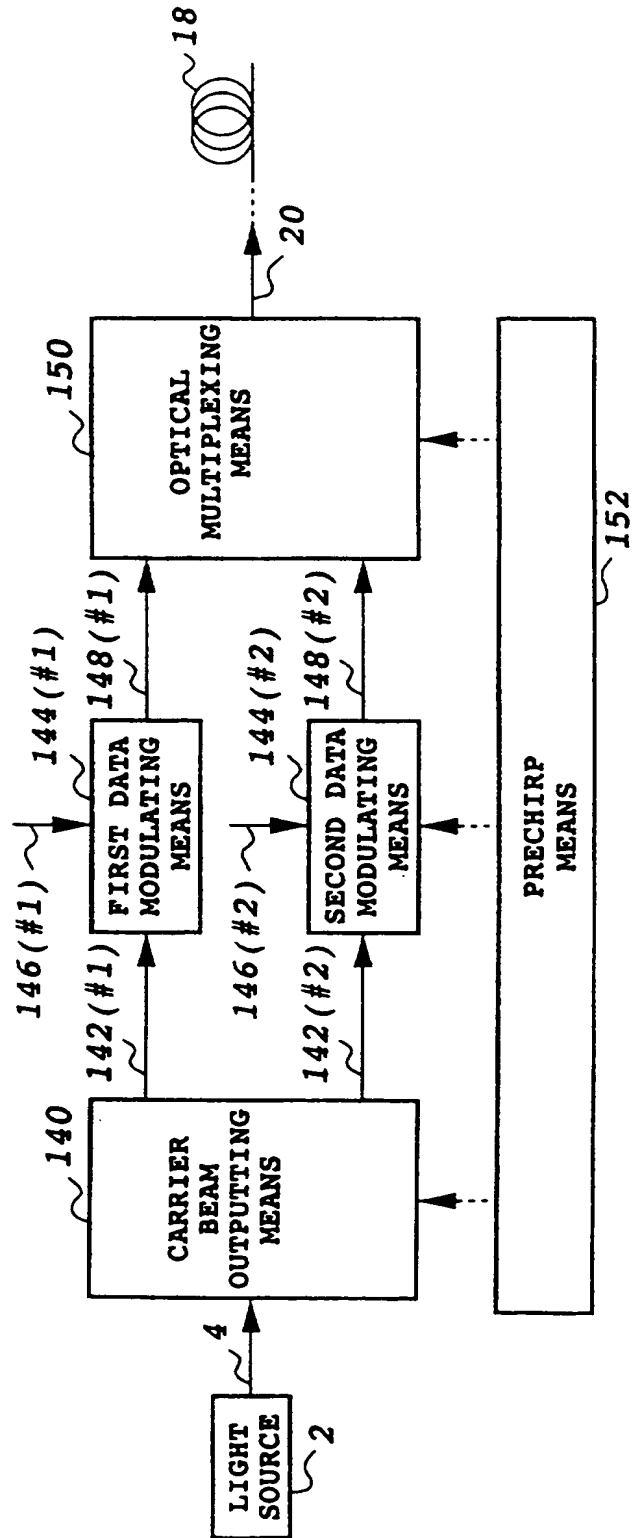 LIGHT
SOURCE
2
4
CARRIER
BEAM
OUTPUTTING
MEANS
140
142(#1)
142(#2)
146(#1)
146(#2)
FIRST DATA
MODULATING
MEANS
144(#1)
SECOND DATA
MODULATING
MEANS
144(#2)
148(#1)
148(#2)
OPTICAL
MULTIPLEXING
MEANS
150
20
18
PRECHIRP
MEANS
152